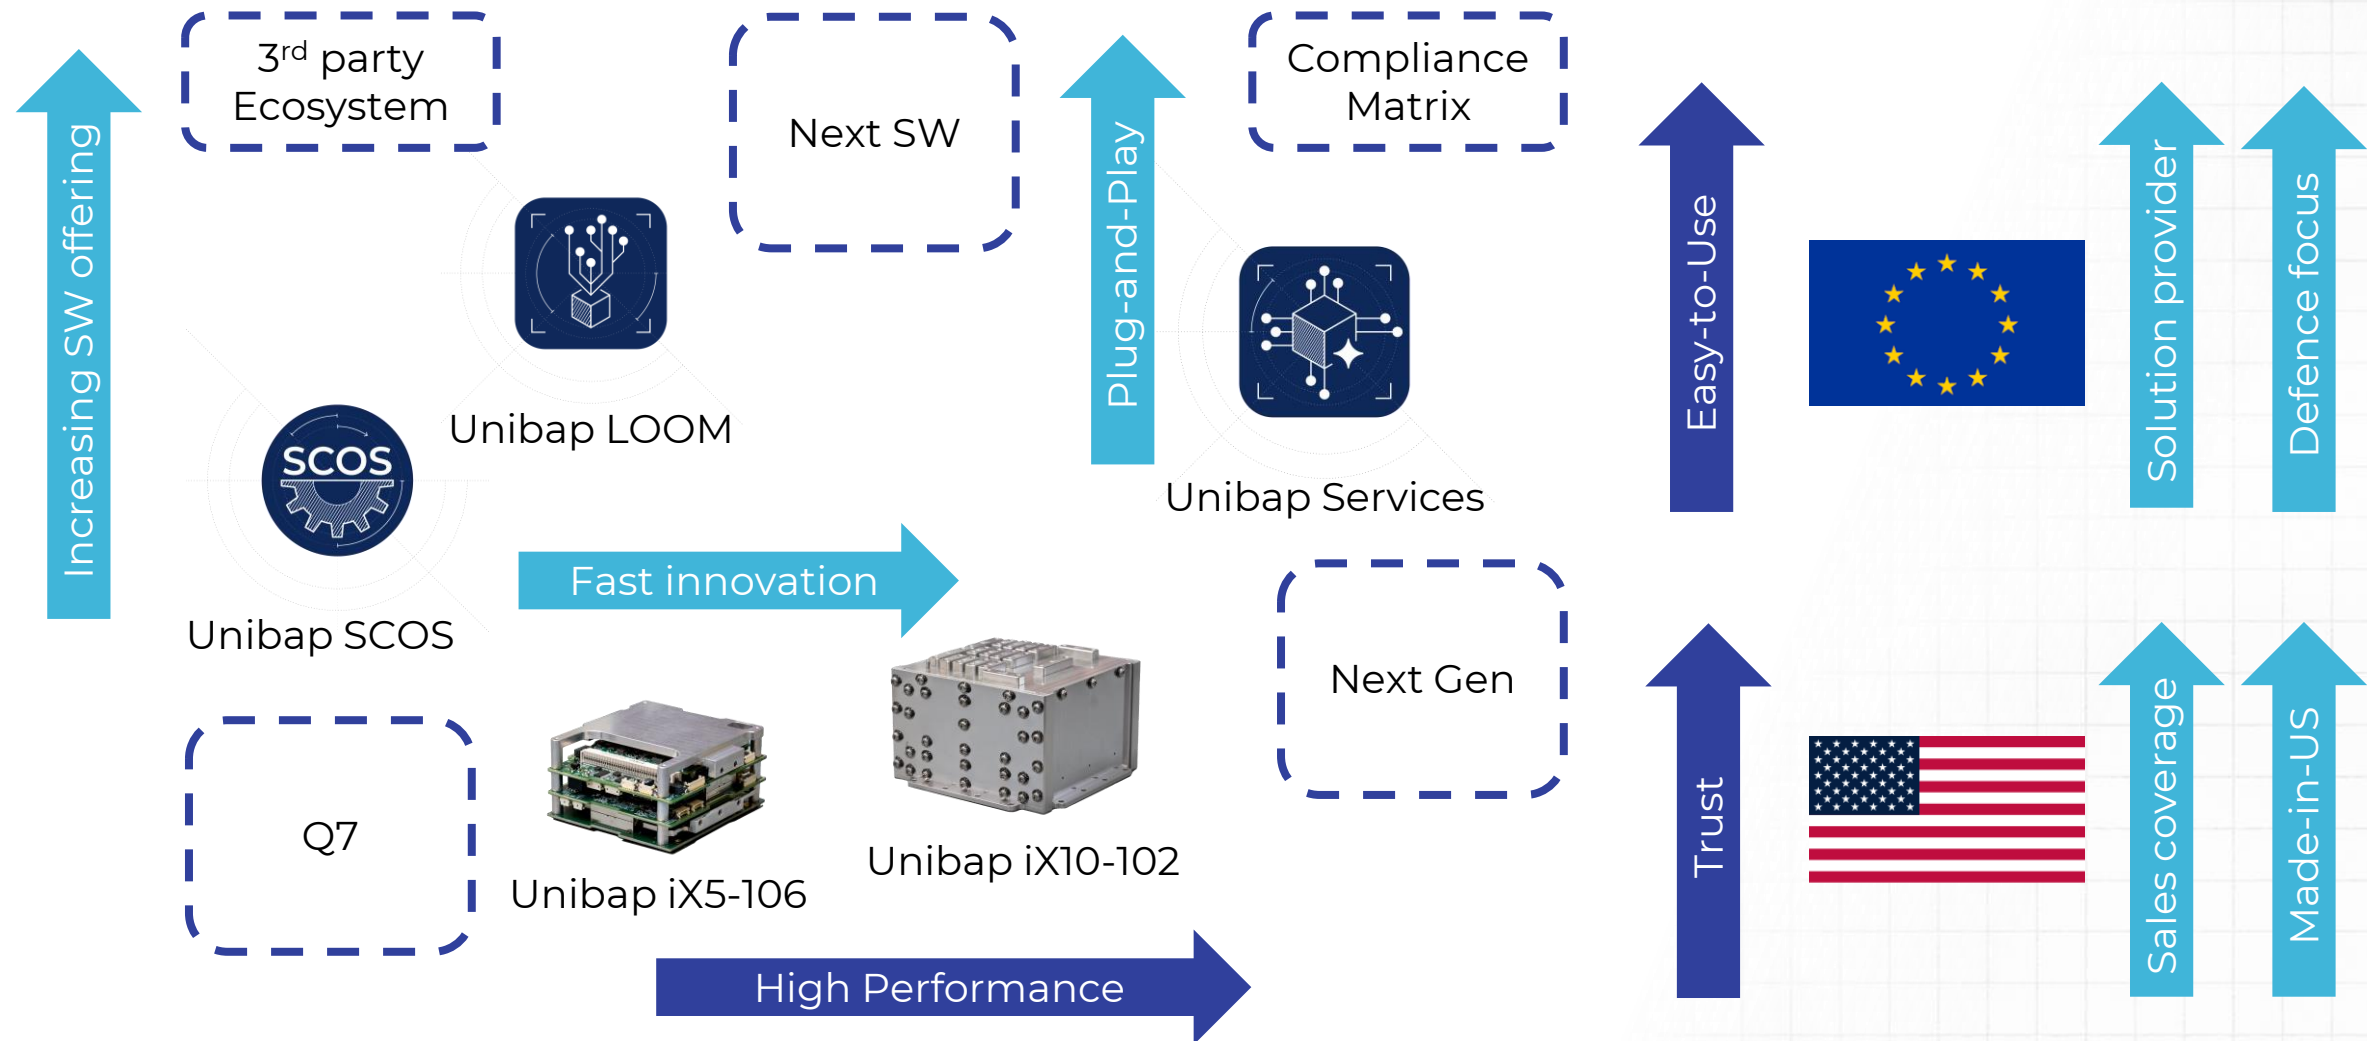 3rd party
Ecosystem
Next SW
Compliance
Matrix
Increasing SW offering
Plug-and-Play
Easy-to-Use
Solution provider
Defence focus
Unibap LOOM
SCOS
Unibap Services
Fast innovation
Unibap SCOS
Next Gen
Q7
Unibap iX5-106
Unibap iX10-102
Trust
Sales coverage
Made-in-US
High Performance